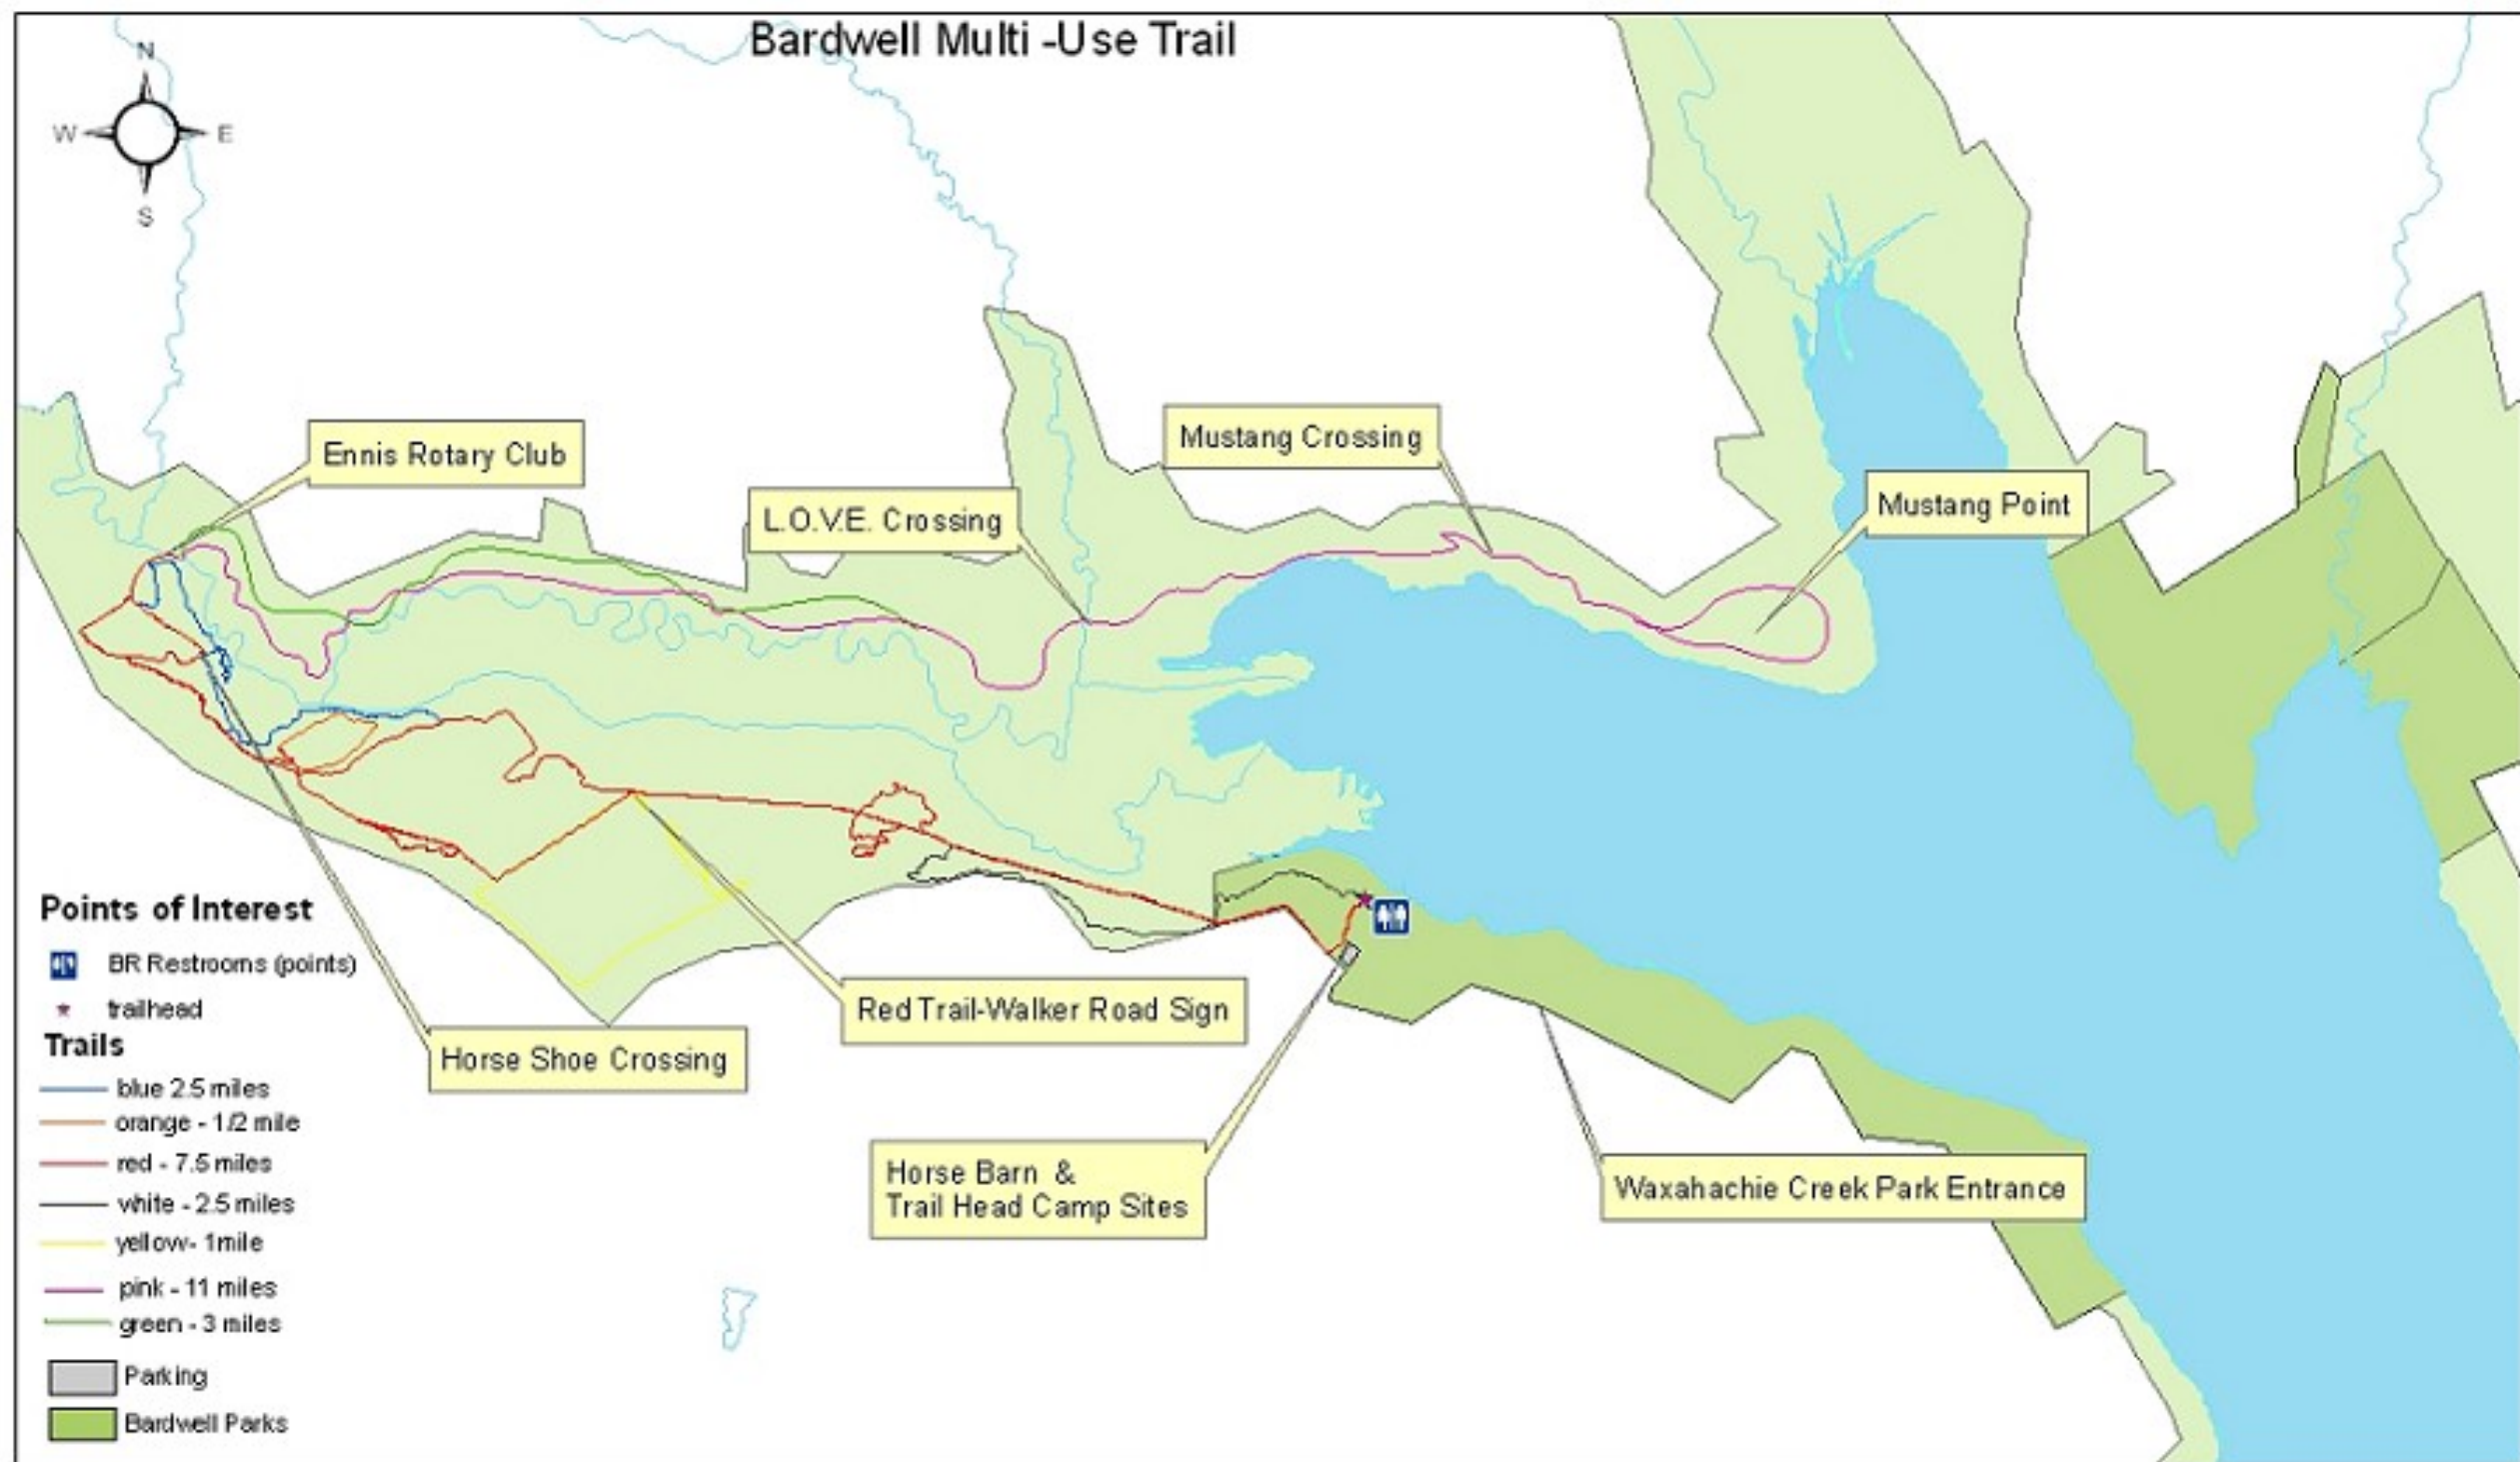 Bardwell Multi -Use Trail
N
W E
S
Ennis Rotary Club
L.O.V.E. Crossing
Mustang Crossing
Mustang Point
Red Trail-Walker Road Sign
Horse Shoe Crossing
Horse Barn &
Trail Head Camp Sites
Waxahachie Creek Park Entrance
Points of Interest
BR Restrooms (points)
trailhead
Trails
blue 2.5 miles
orange - 1/2 mile
red - 7.5 miles
white - 2.5 miles
yellow- 1mile
pink - 11 miles
green - 3 miles
Parking
Bardwell Parks